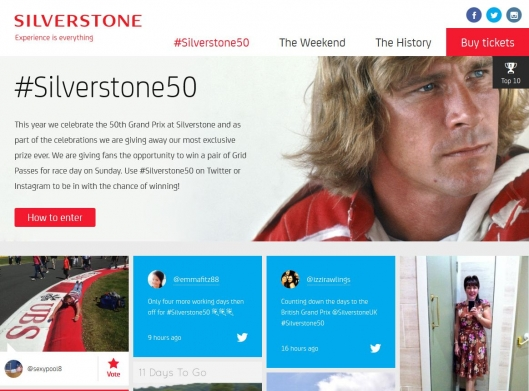 SILVERSTONE
Experience is everything
#Silverstone50
The Weekend
The History
Buy tickets
Top 10
#Silverstone50
This year we celebrate the 50th Grand Prix at Silverstone and as
part of the celebrations we are giving away our most exclusive
prize ever. We are giving fans the opportunity to win a pair of Grid
Passes for race day on Sunday. Use #Silverstone50 on Twitter or
Instagram to be in with the chance of winning!
How to enter
UBS
@sexypool8
Vote
@emmafitz88
Only four more working days then
off for #Silverstone50
9 hours ago
11 Days To Go
@izzirawlings
Counting down the days to the
British Grand Prix @SilverstoneUK
#Silverstone50
16 hours ago